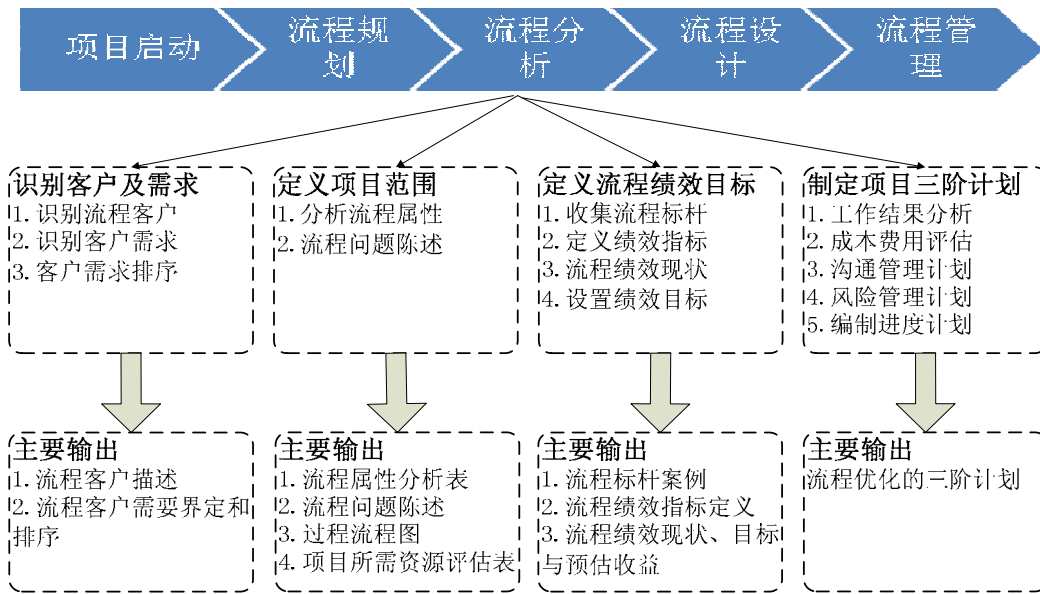 项目启动
流程规
划
流程分
析
流程设
计
流程管
理
识别客户及需求
1. 识别流程客户
2. 识别客户需求
3. 客户需求排序
定义项目范围
1. 分析流程属性
2. 流程问题陈述
定义流程绩效目标
1. 收集流程标杆
2. 定义绩效指标
3. 流程绩效现状
4. 设置绩效目标
制定项目三阶计划
1. 工作结果分析
2. 成本费用评估
3. 沟通管理计划
4. 风险管理计划
5. 编制进度计划
主要输出
1. 流程客户描述
2. 流程客户需要界定和
排序
主要输出
1. 流程属性分析表
2. 流程问题陈述
3. 过程流程图
4. 项目所需资源评估表
主要输出
1. 流程标杆案例
2. 流程绩效指标定义
3. 流程绩效现状、目标
与预估收益
主要输出
流程优化的三阶计划